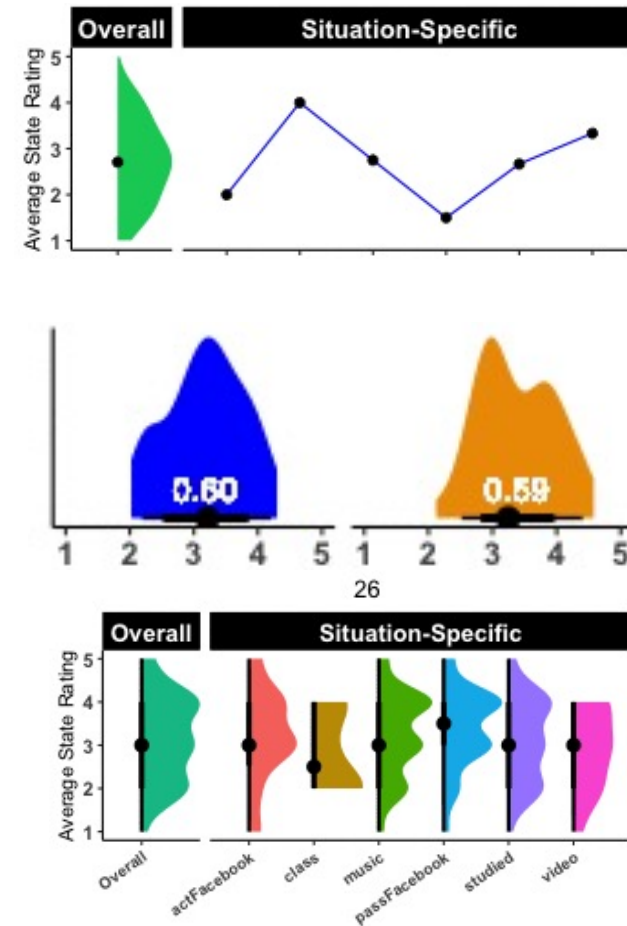 Overall Situation-Specific
Average State Rating
5
4
3
2
1
0.60 0.59
1 2 3 4 5 1 2 3 4 5
26
Overall Situation-Specific
Average State Rating
5
4
3
2
1
Overall actFacebook class music passFacebook studied video